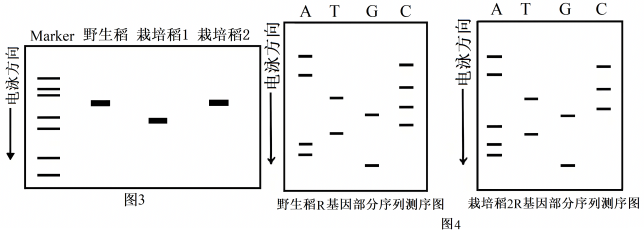 Marker 野生稻 栽培稻1 栽培稻2
电泳方向
图3
A T G C
电泳方向
野生稻R基因部分序列测序图
A T G C
电泳方向
栽培稻2R基因部分序列测序图
图4